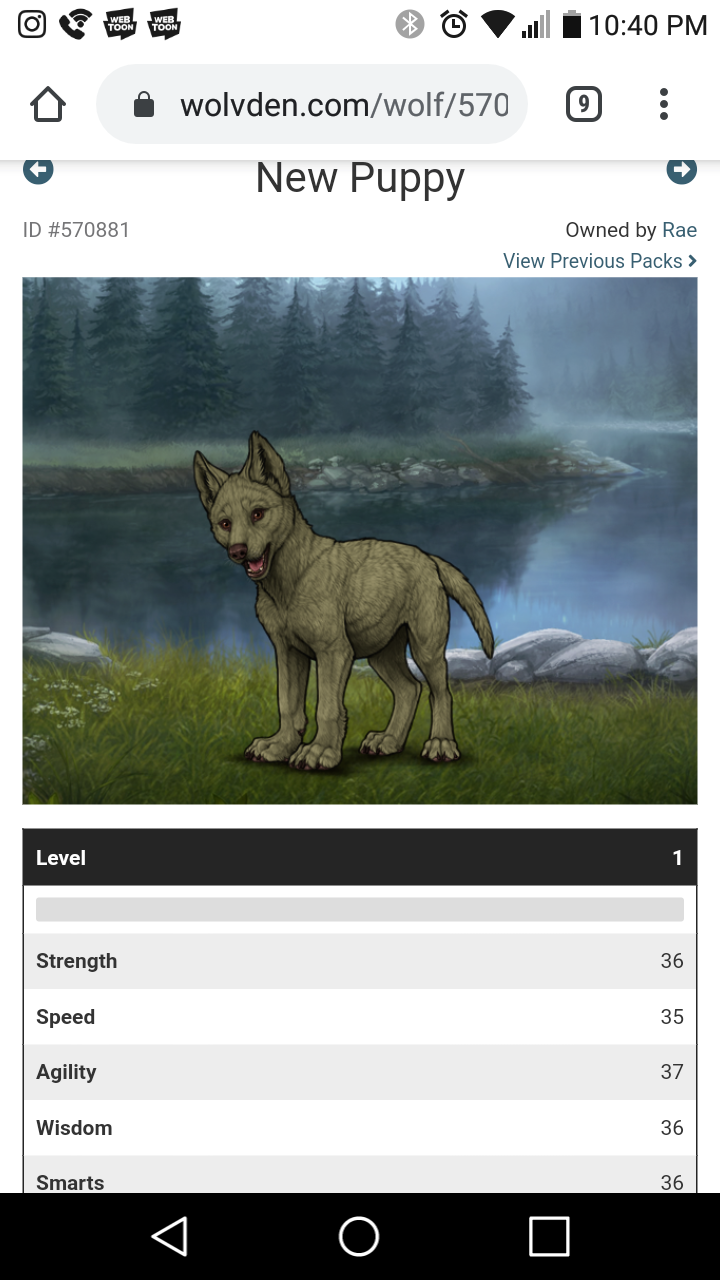 WEB TOON WEB TOON 10:40 PM
wolvden.com/wolf/570 9
New Puppy
ID #570881 Owned by Rae
View Previous Packs
Level 1
Strength 36
Speed 35
Agility 37
Wisdom 36
Smarts 36